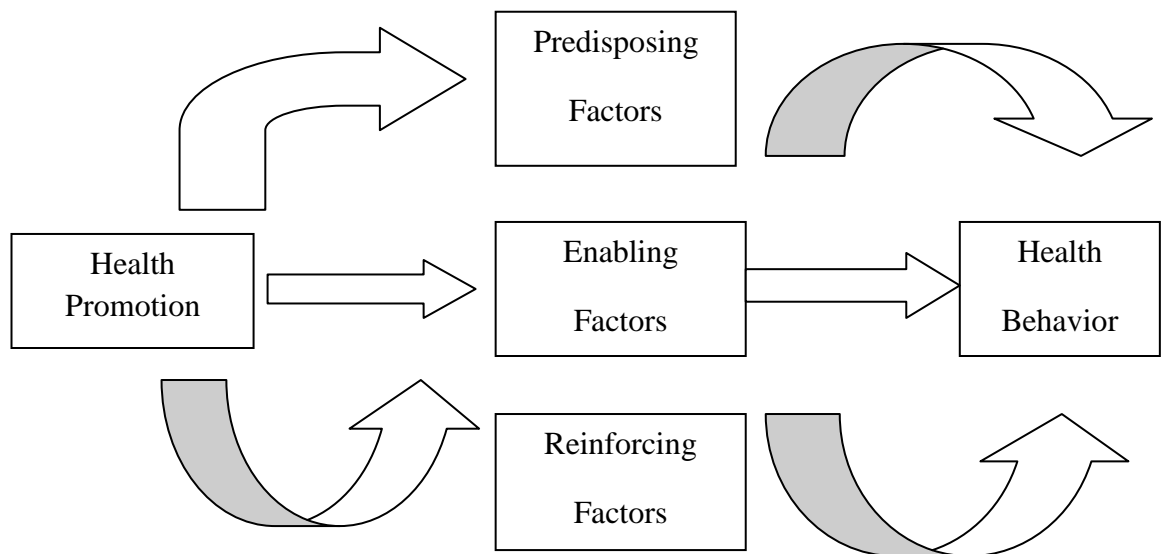 Predisposing
Factors
Health
Promotion
Enabling
Factors
Health
Behavior
Reinforcing
Factors